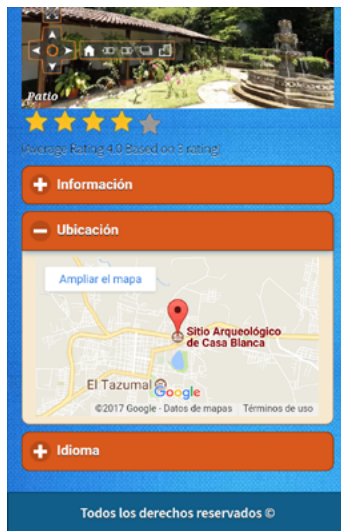 Patio
(Average Rating 4.0 Based on 3 rating)
Información
Ubicación
Ampliar el mapa
Sitio Arqueológico
de Casa Blanca
El Tazumal
Google
©2017 Google - Datos de mapas Términos de uso
Idioma
Todos los derechos reservados ©